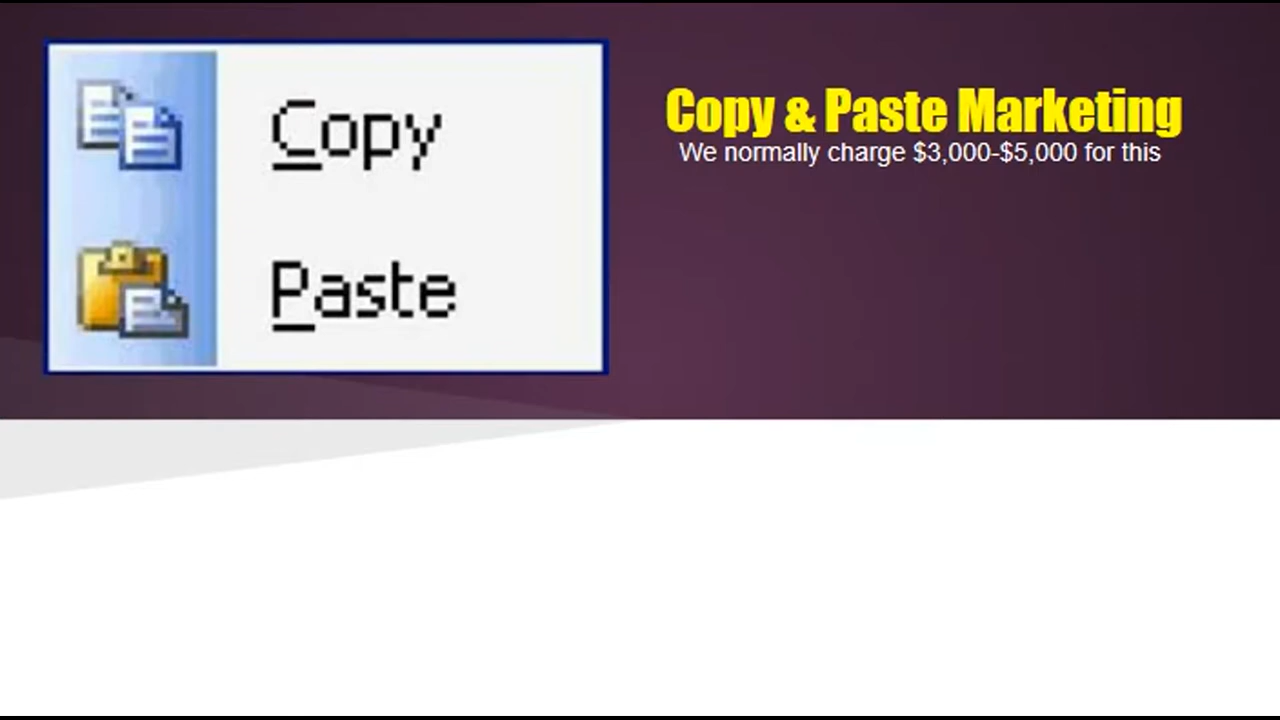 Copy
Paste
Copy & Paste Marketing
We normally charge $3,000-$5,000 for this